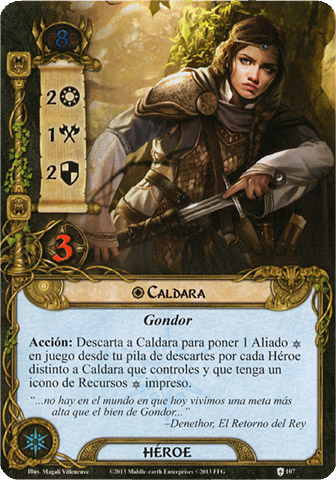 8
2
1
2
3
CALDARA
Gondor
Acción: Descarta a Caldara para poner 1 Aliado
en juego desde tu pila de descartes por cada Héroe
distinto a Caldara que controles y que tenga un
icono de Recursos impreso.
"...no hay en el mundo en que hoy vivimos una meta más
alta que el bien de Gondor..."
–Denethor, El Retorno del Rey
HÉROE
Illus. Magali Villeneuve
©2013 Middle-earth Enterprises ©2013 FFG
107